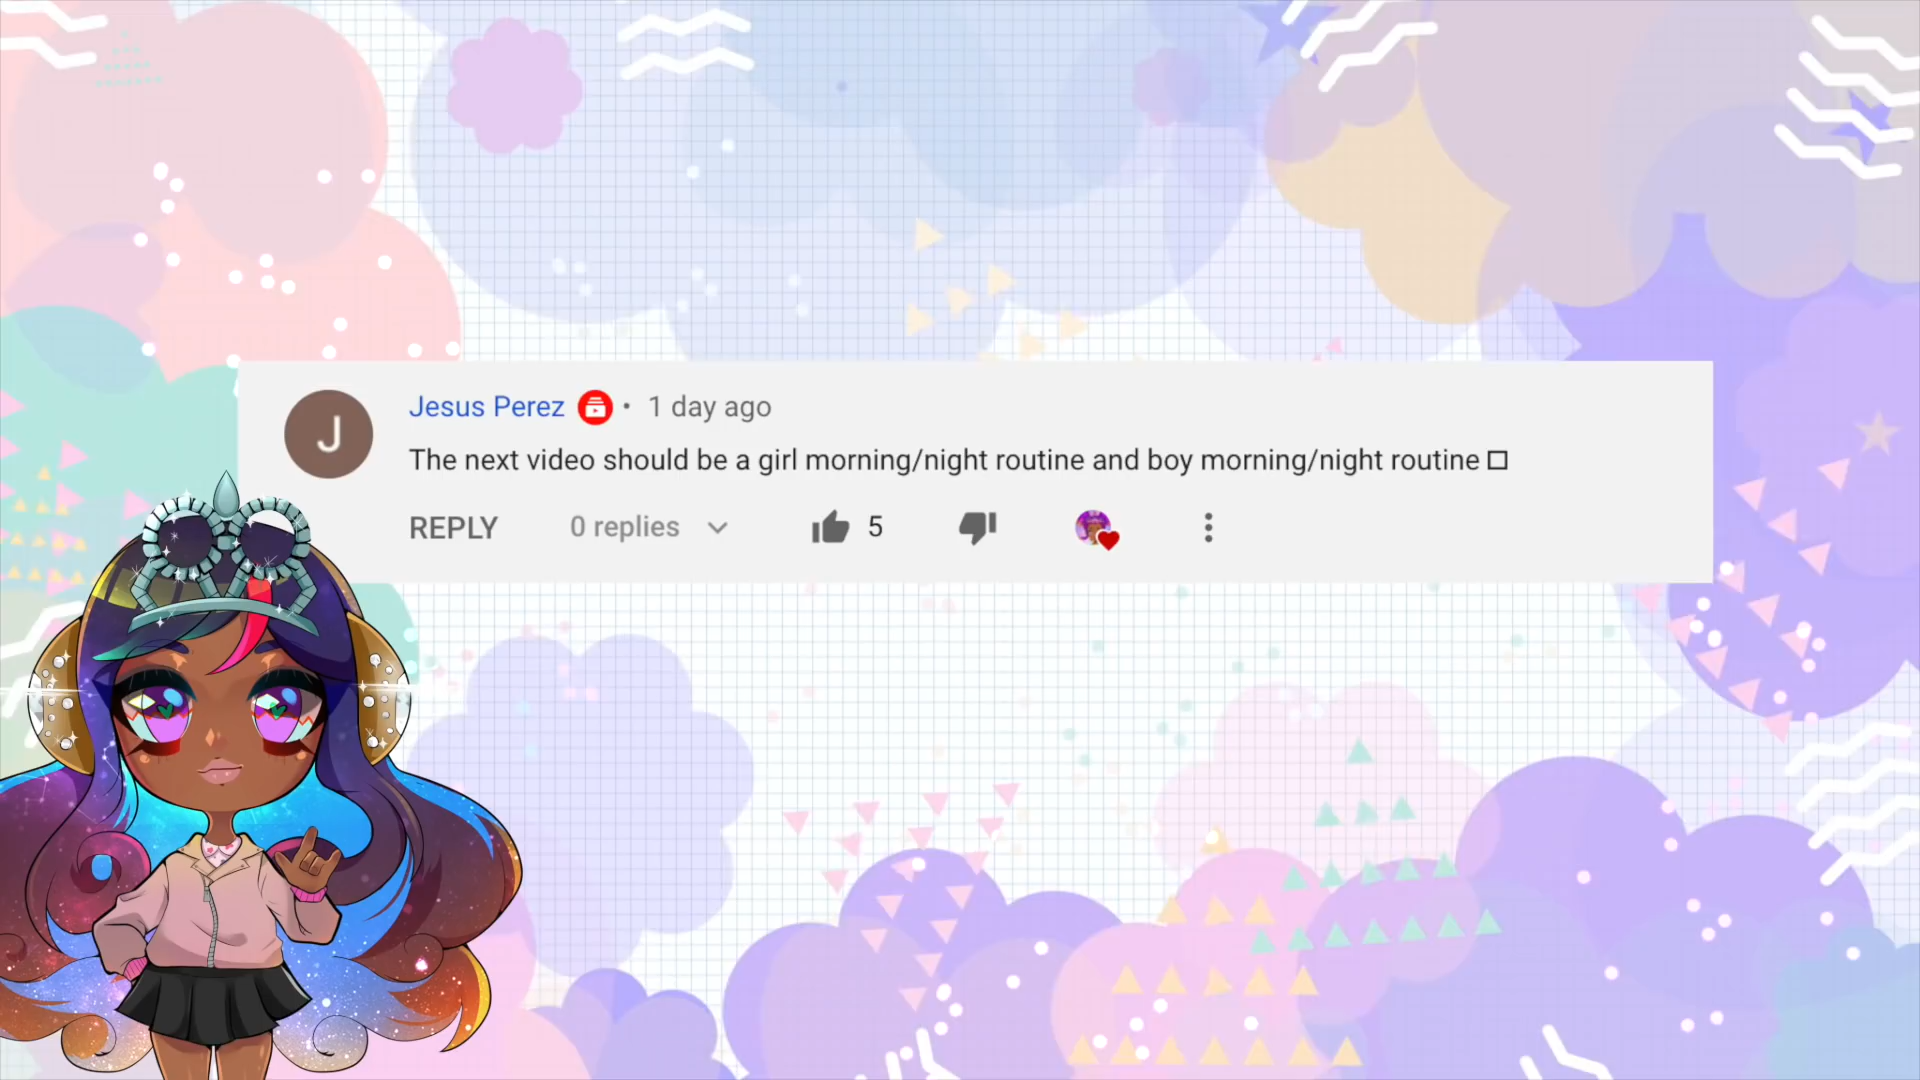 J
Jesus Perez • 1 day ago
The next video should be a girl morning/night routine and boy morning/night routine □
REPLY 0 replies 5